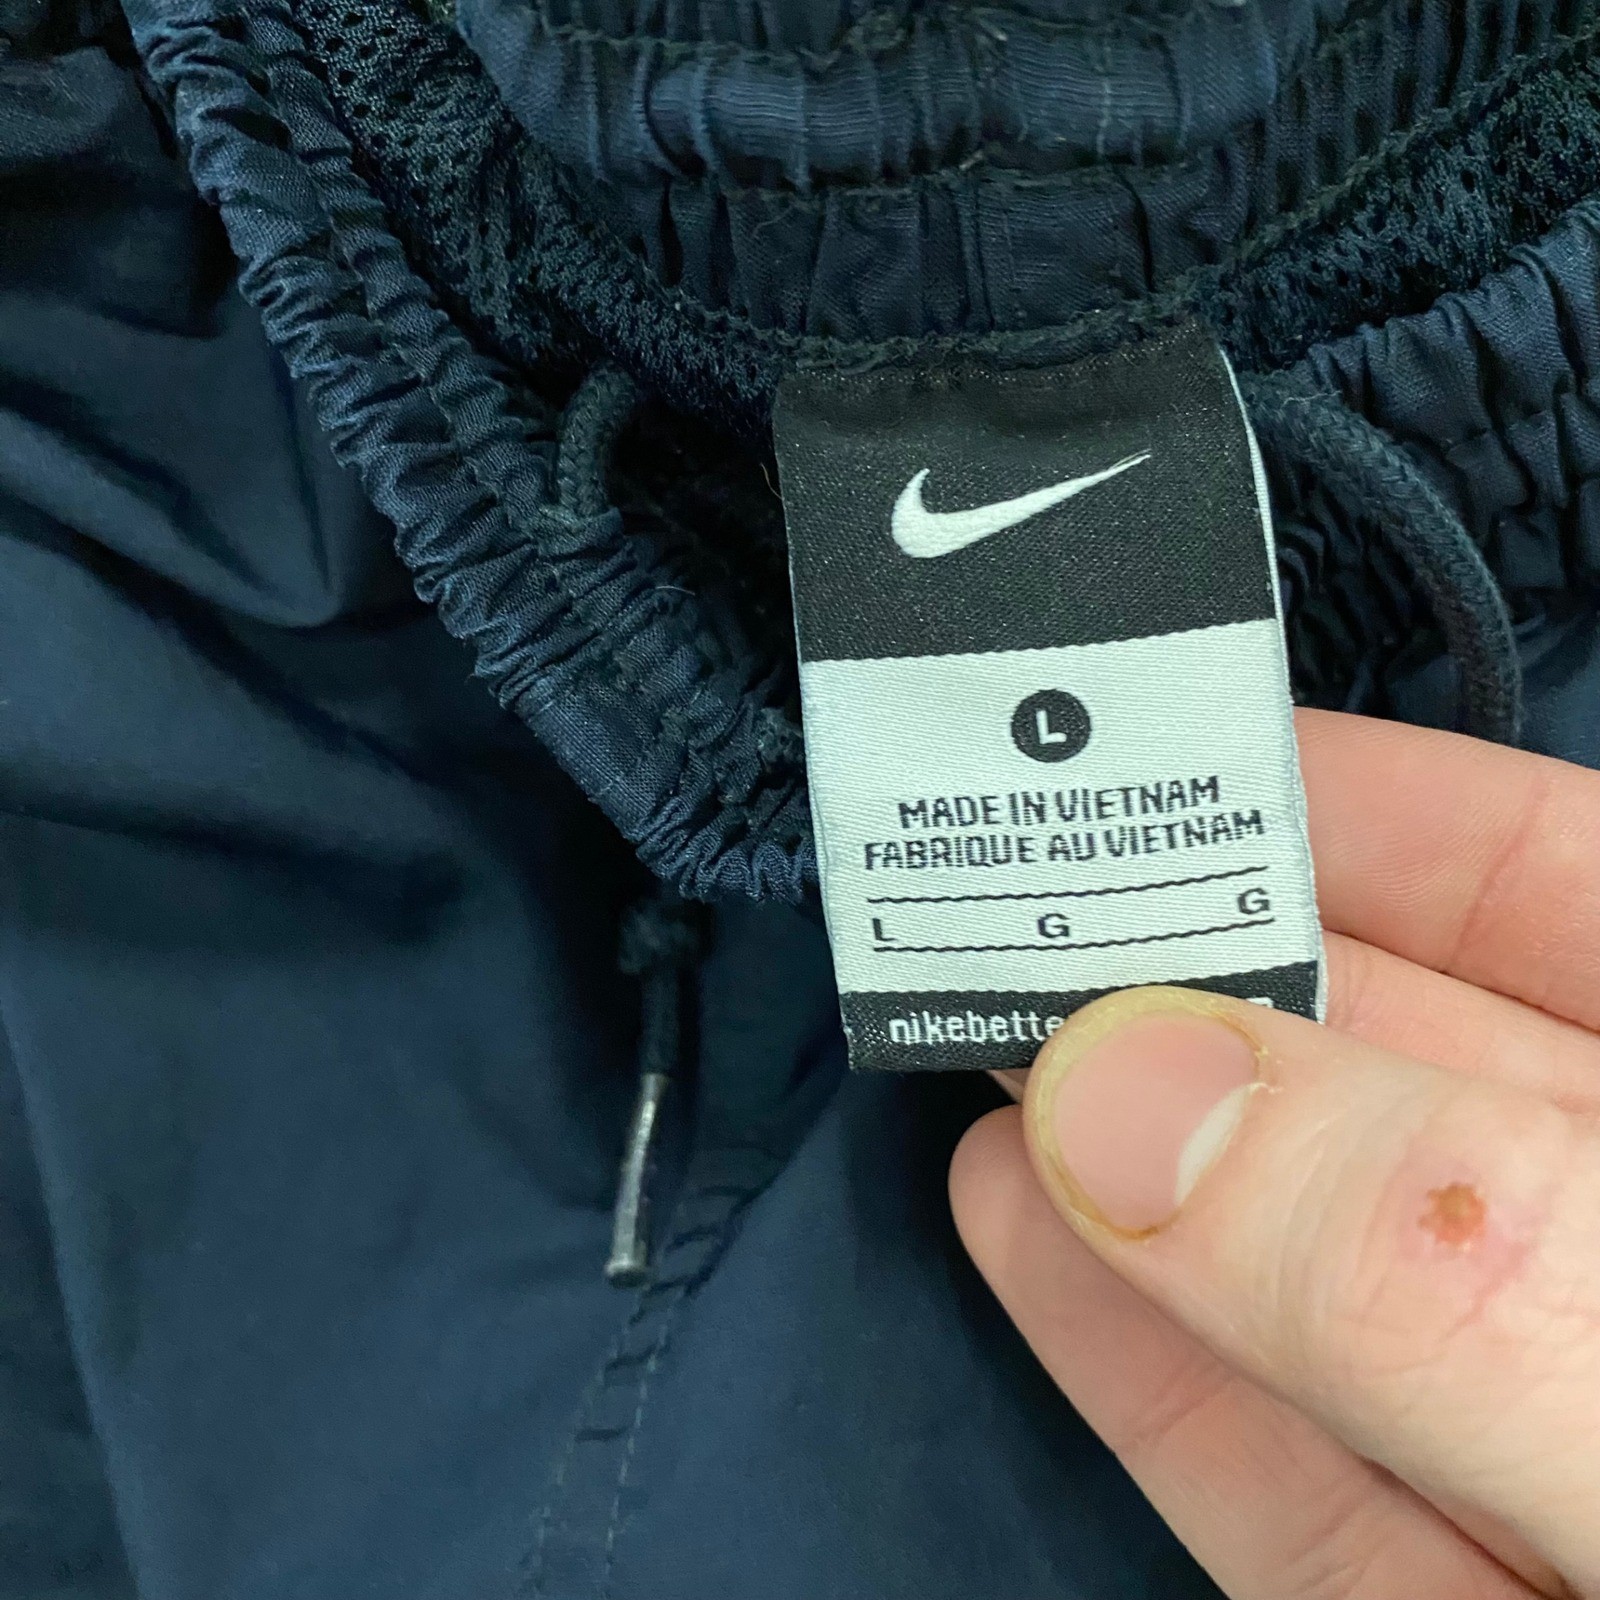 L
MADE IN VIETNAM
FABRIQUE AU VIETNAM
L G G